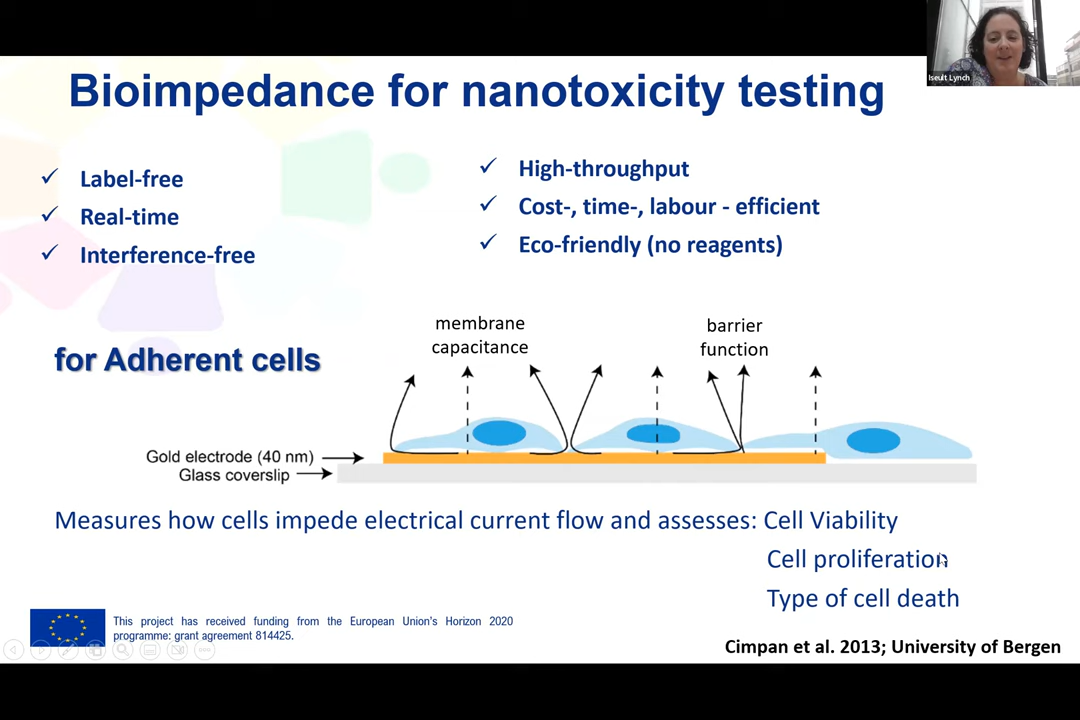 Iseult Lynch
Bioimpedance for nanotoxicity testing
✓ Label-free
✓ Real-time
✓ Interference-free
✓ High-throughput
✓ Cost-, time-, labour - efficient
✓ Eco-friendly (no reagents)
for Adherent cells
membrane
capacitance
barrier
function
Gold electrode (40 nm)
Glass coverslip
Measures how cells impede electrical current flow and assesses: Cell Viability
Cell proliferation
Type of cell death
This project has received funding from the European Union's Horizon 2020
programme: grant agreement 814425.
Cimpan et al. 2013; University of Bergen